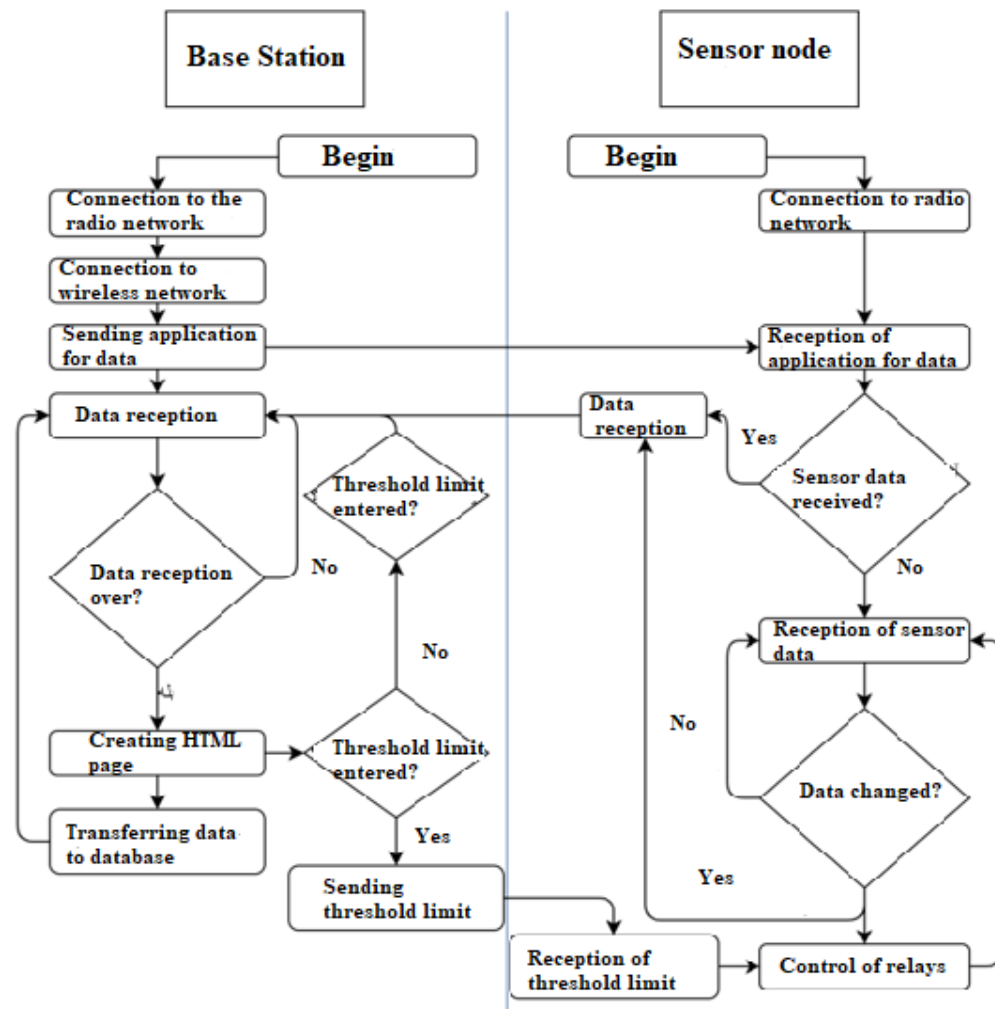 Base Station
Sensor node
Begin
Begin
Connection to the
radio network
Connection to radio
network
Connection to
wireless network
Sending application
for data
Reception of
application for data
Data reception
Data
reception
Yes
Threshold limit
entered?
Sensor data
received?
Data reception
over?
No
No
Reception of sensor
data
No
No
Creating HTML
page
Threshold limit
entered?
Data changed?
Transferring data
to database
Yes
Yes
Sending
threshold limit
Reception of
threshold limit
Control of relays